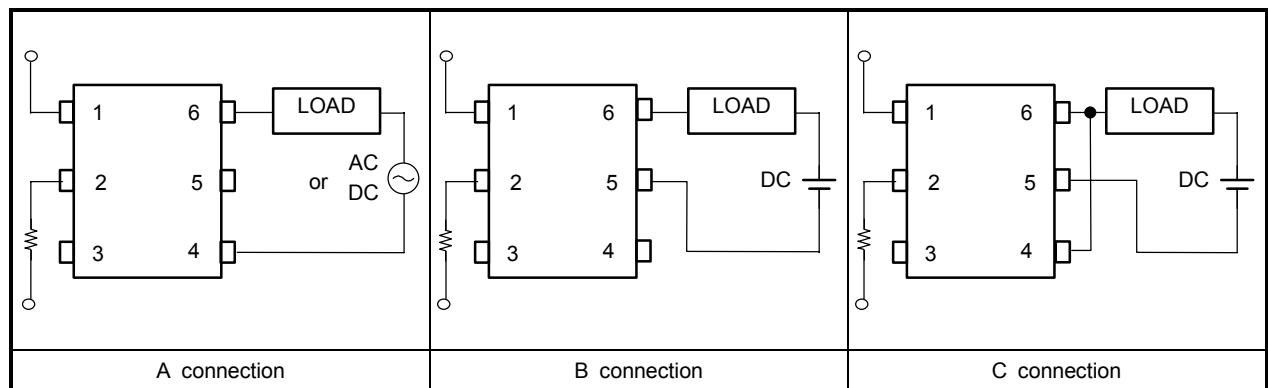 1 6 LOAD
2 5 or AC DC
3 4
A connection
1 6 LOAD
2 5 DC
3 4
B connection
1 6 LOAD
2 5 DC
3 4
C connection